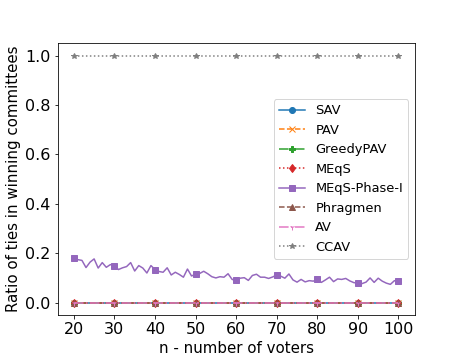 1.0
0.8
0.6
0.4
0.2
0.0
Ratio of ties in winning committees
SAV
PAV
GreedyPAV
MEqS
MEqS-Phase-I
Phragmen
AV
CCAV
20 30 40 50 60 70 80 90 100
n - number of voters